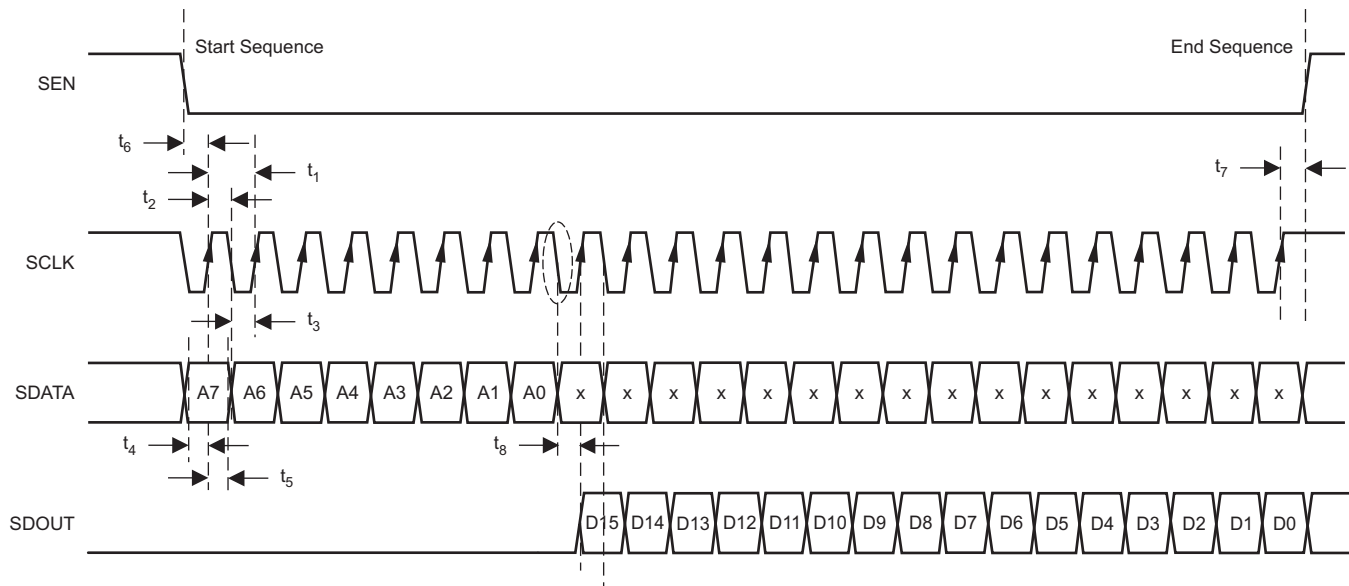 Start Sequence
End Sequence
SEN
t6
t1
t7
t2
SCLK
t3
SDATA
A7 A6 A5 A4 A3 A2 A1 A0 x x x x x x x x x x x x x x x x
t4
t8
t5
SDOUT
D15 D14 D13 D12 D11 D10 D9 D8 D7 D6 D5 D4 D3 D2 D1 D0